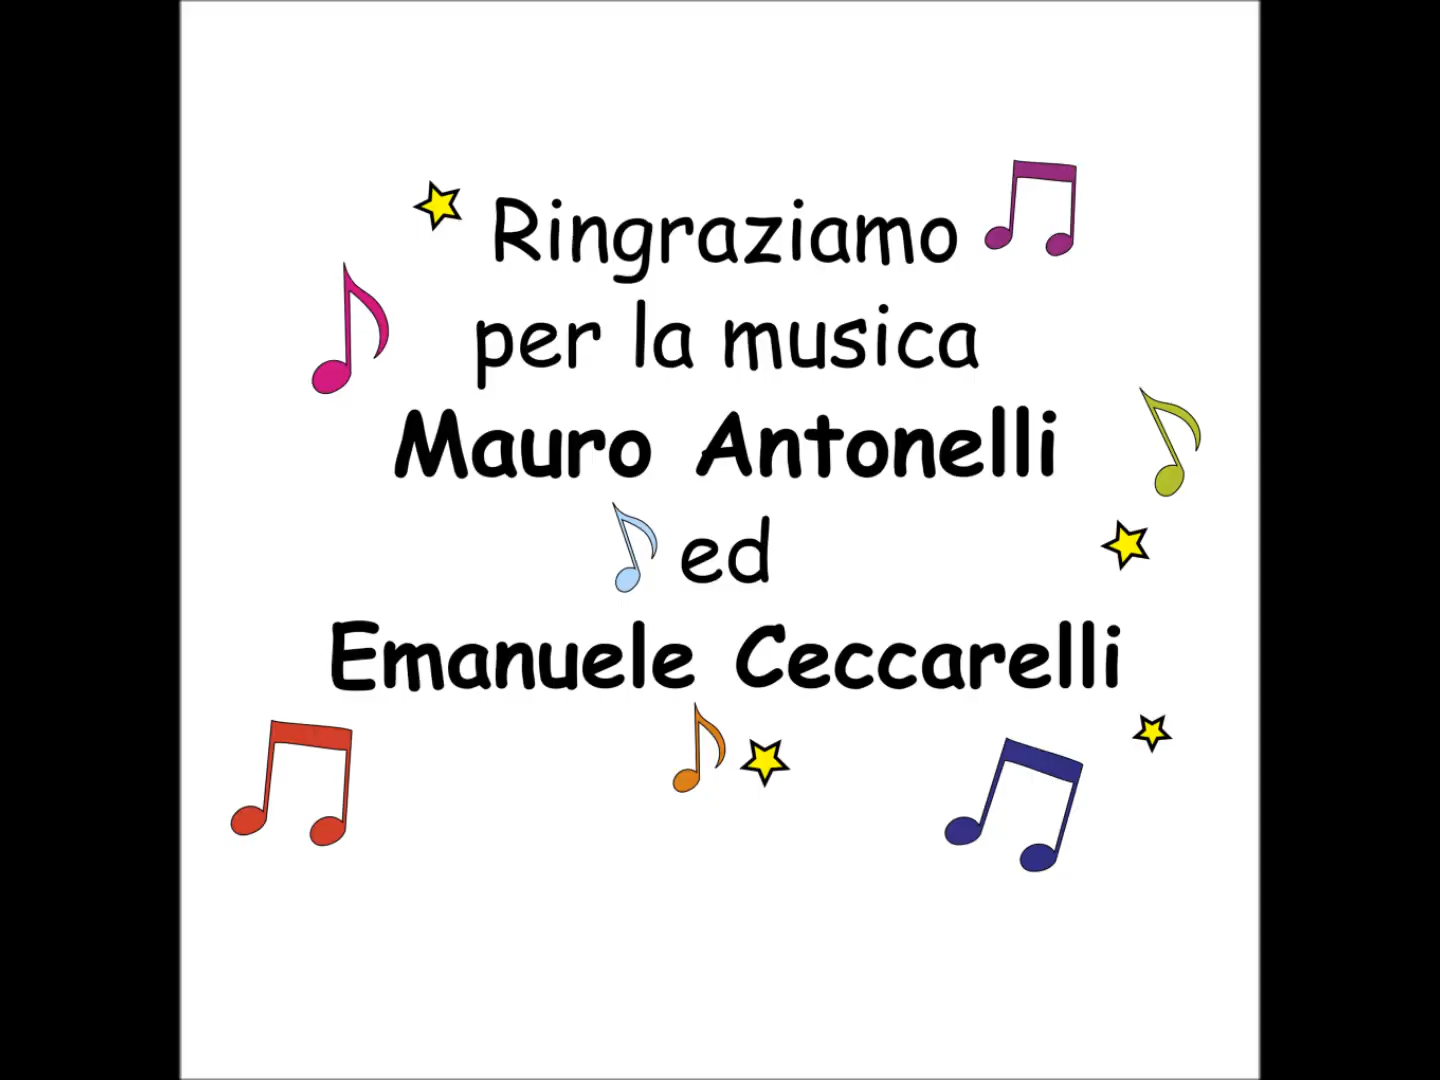 Ringraziamo
per la musica
Mauro Antonelli
ed
Emanuele Ceccarelli